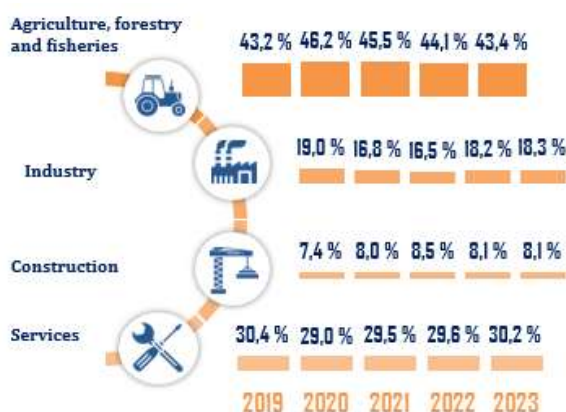 Agriculture, forestry
and fisheries
43,2 % 46,2 % 45,5 % 44,1 % 43,4 %
Industry
19,0 % 16,8 % 16,5 % 18,2 % 18,3 %
Construction
7,4 % 8,0 % 8,5 % 8,1 % 8,1 %
Services
30,4 % 29,0 % 29,5 % 29,6 % 30,2 %
2019 2020 2021 2022 2023